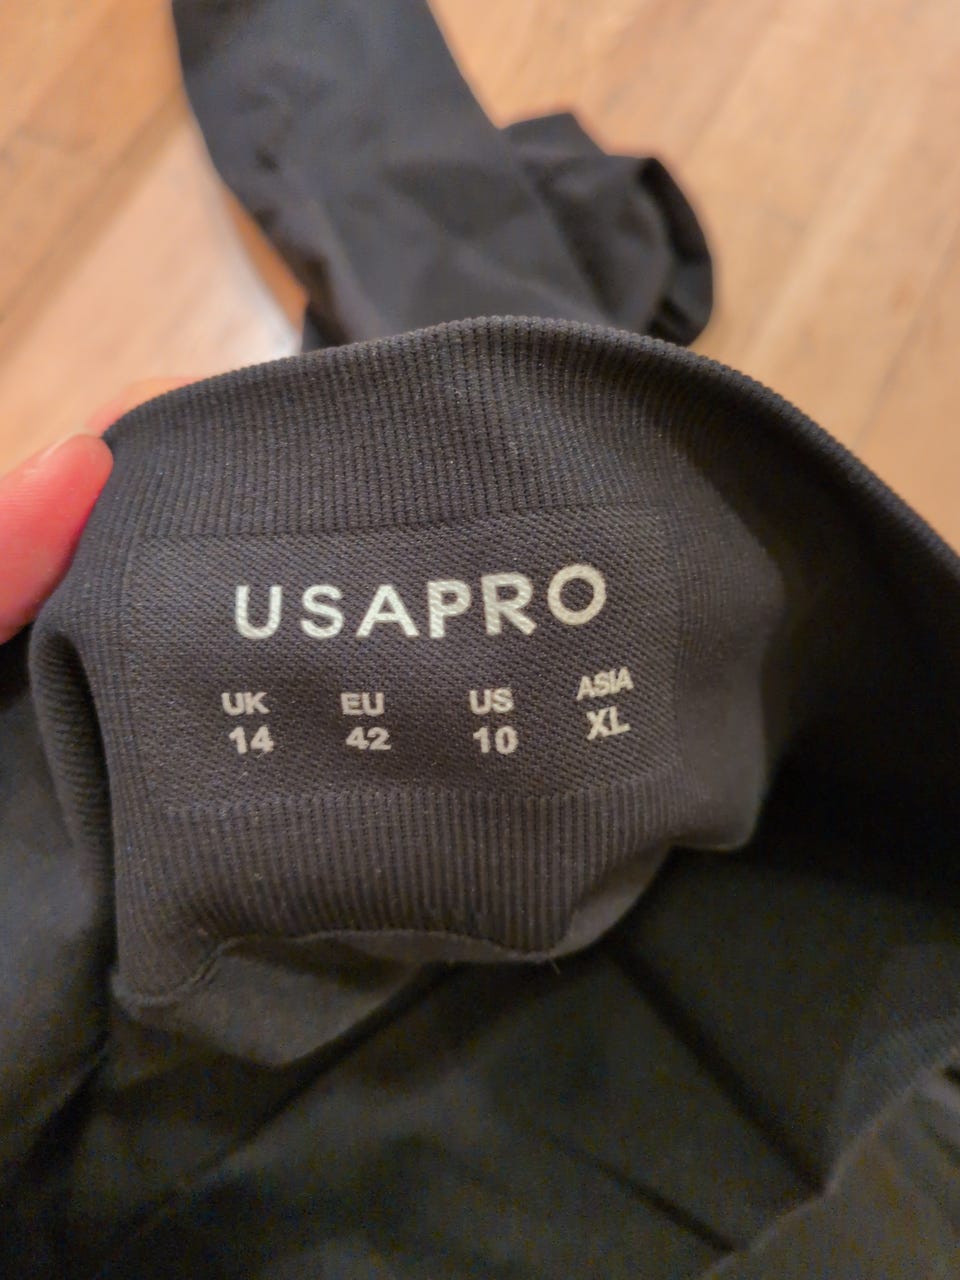 USAPRO
UK EU US ASIA
14 42 10 XL